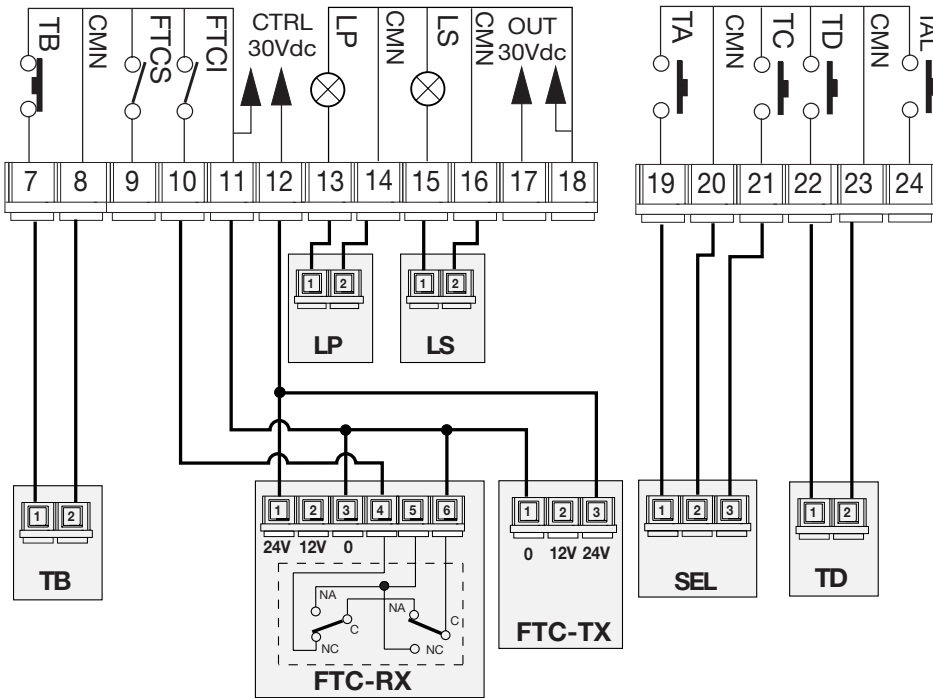 TB CMN FTCS FTCI CTRL 30Vdc LP CMN LS CMN OUT 30Vdc TA CMN TC TD CMN TAL
7 8 9 10 11 12 13 14 15 16 17 18 19 20 21 22 23 24
1 2 1 2
LP LS
1 2 1 2 3 4 5 6 1 2 3 1 2 3 1 2
24V 12V 0 0 12V 24V
TB SEL TD
NA NA
C C
NC NC
FTC-TX
FTC-RX